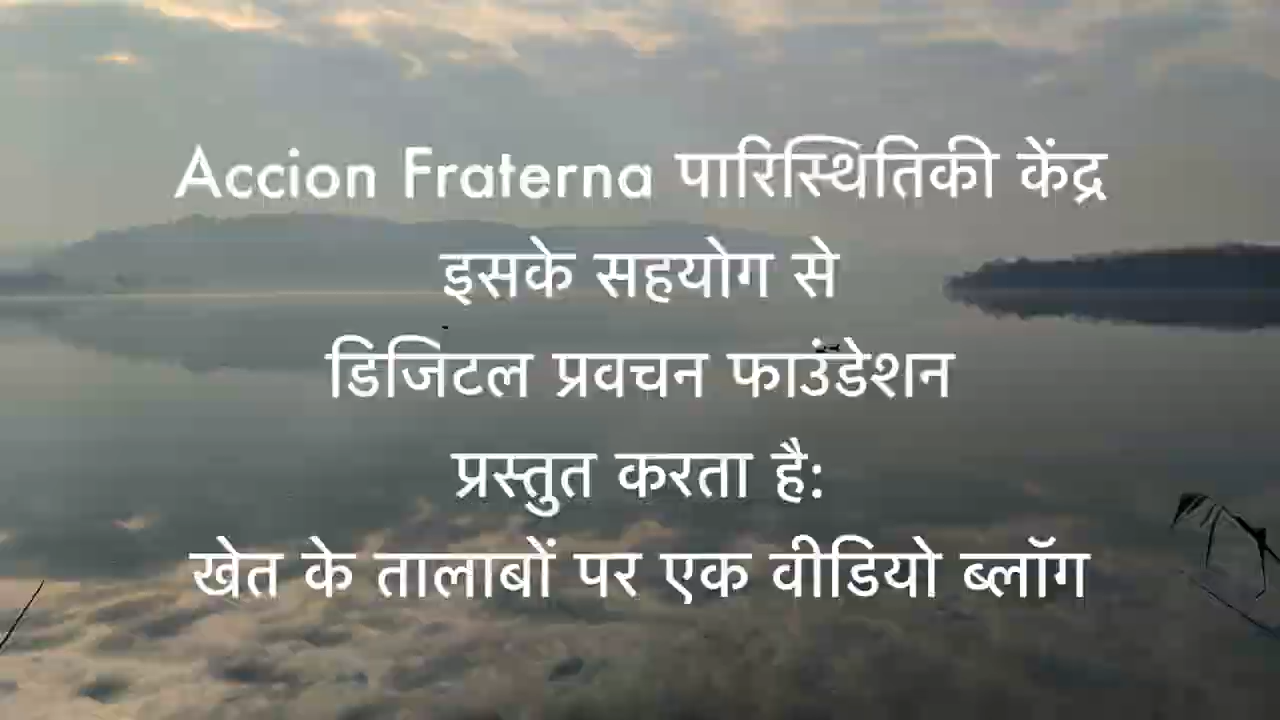 Accion Fraterna पारिस्थितिकी केंद्र
इसके सहयोग से
डिजिटल प्रवचन फाउंडेशन
प्रस्तुत करता है:
खेत के तालाबों पर एक वीडियो ब्लॉग